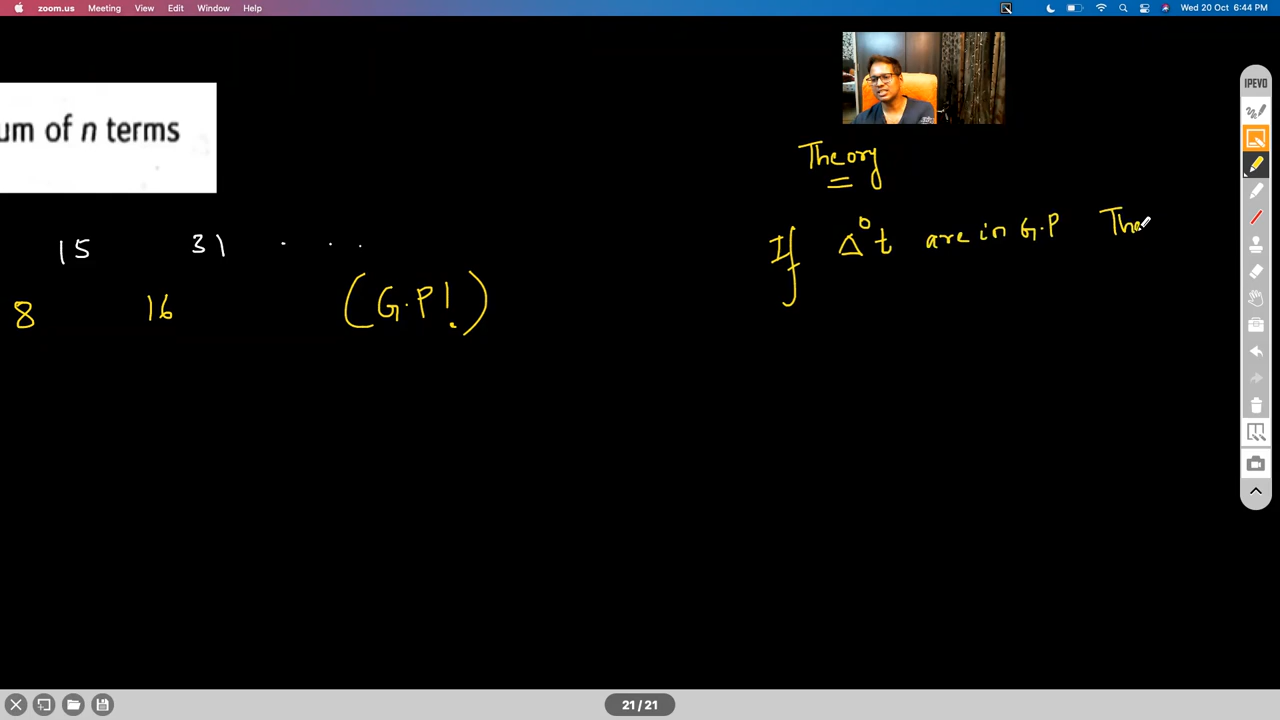 zoom.us Meeting View Edit Window Help Wed 20 Oct 6:44 PM
IPEVO
um of n terms
Theory
15 31 . . .
If Δ⁰t are in G.P The
8 16 (G.P!)
21 / 21